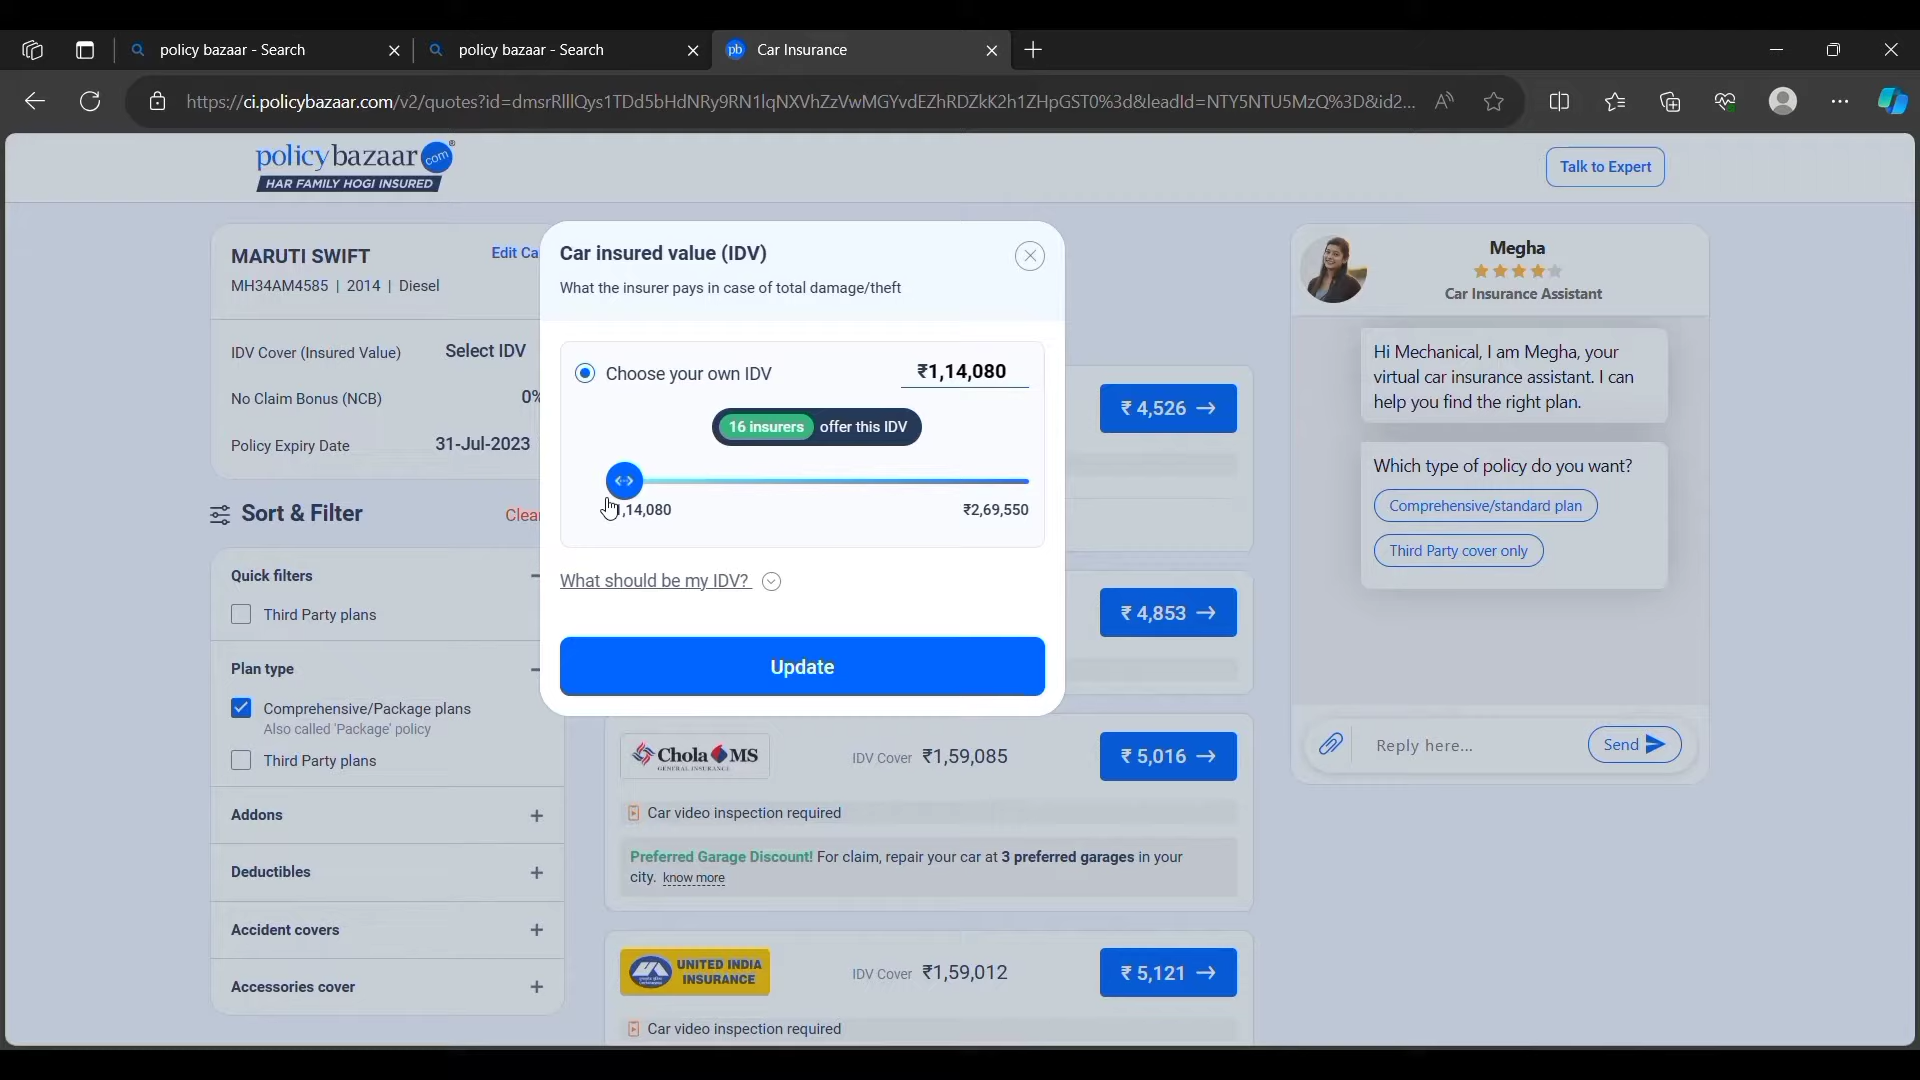 policy bazaar - Search
policy bazaar - Search
pb Car Insurance
https://ci.policybazaar.com/v2/quotes?id=dmsrRlllQys1TDd5bHdNRy9RN1lqNXVhZzVwMGYvdEZhRDZkK2h1ZHpGST0%3d&leadId=NTY5NTU5MzQ%3D&id2...
policybazaar com
HAR FAMILY HOGI INSURED
Talk to Expert
MARUTI SWIFT
Edit Ca
MH34AM4585 | 2014 | Diesel
IDV Cover (Insured Value) Select IDV
No Claim Bonus (NCB) 0%
Policy Expiry Date 31-Jul-2023
Sort & Filter
Clear
Quick filters
Third Party plans
Plan type
Comprehensive/Package plans
Also called 'Package' policy
Third Party plans
Addons
Deductibles
Accident covers
Accessories cover
Car insured value (IDV)
What the insurer pays in case of total damage/theft
Choose your own IDV ₹1,14,080
16 insurers offer this IDV
1,14,080 ₹2,69,550
What should be my IDV?
Update
₹ 4,526 →
₹ 4,853 →
Chola MS
GENERAL INSURANCE
IDV Cover ₹1,59,085
₹ 5,016 →
Car video inspection required
Preferred Garage Discount! For claim, repair your car at 3 preferred garages in your
city. know more
UNITED INDIA
INSURANCE
IDV Cover ₹1,59,012
₹ 5,121 →
Car video inspection required
Megha
Car Insurance Assistant
Hi Mechanical, I am Megha, your
virtual car insurance assistant. I can
help you find the right plan.
Which type of policy do you want?
Comprehensive/standard plan
Third Party cover only
Reply here...
Send